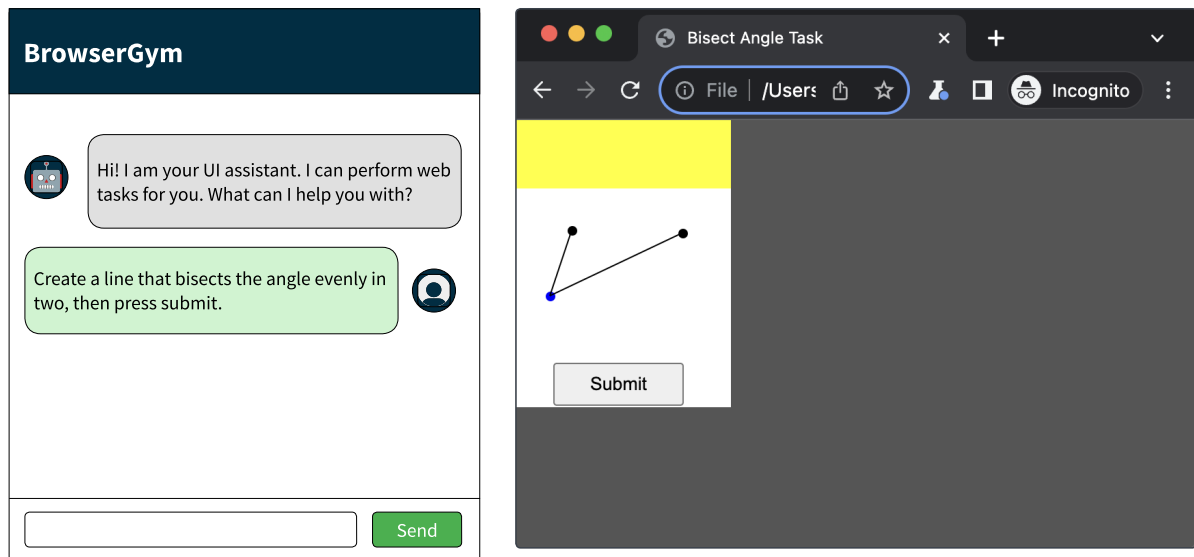 BrowserGym
Hi! I am your UI assistant. I can perform web
tasks for you. What can I help you with?
Create a line that bisects the angle evenly in
two, then press submit.
Send
Bisect Angle Task
File
/Users
Incognito
Submit